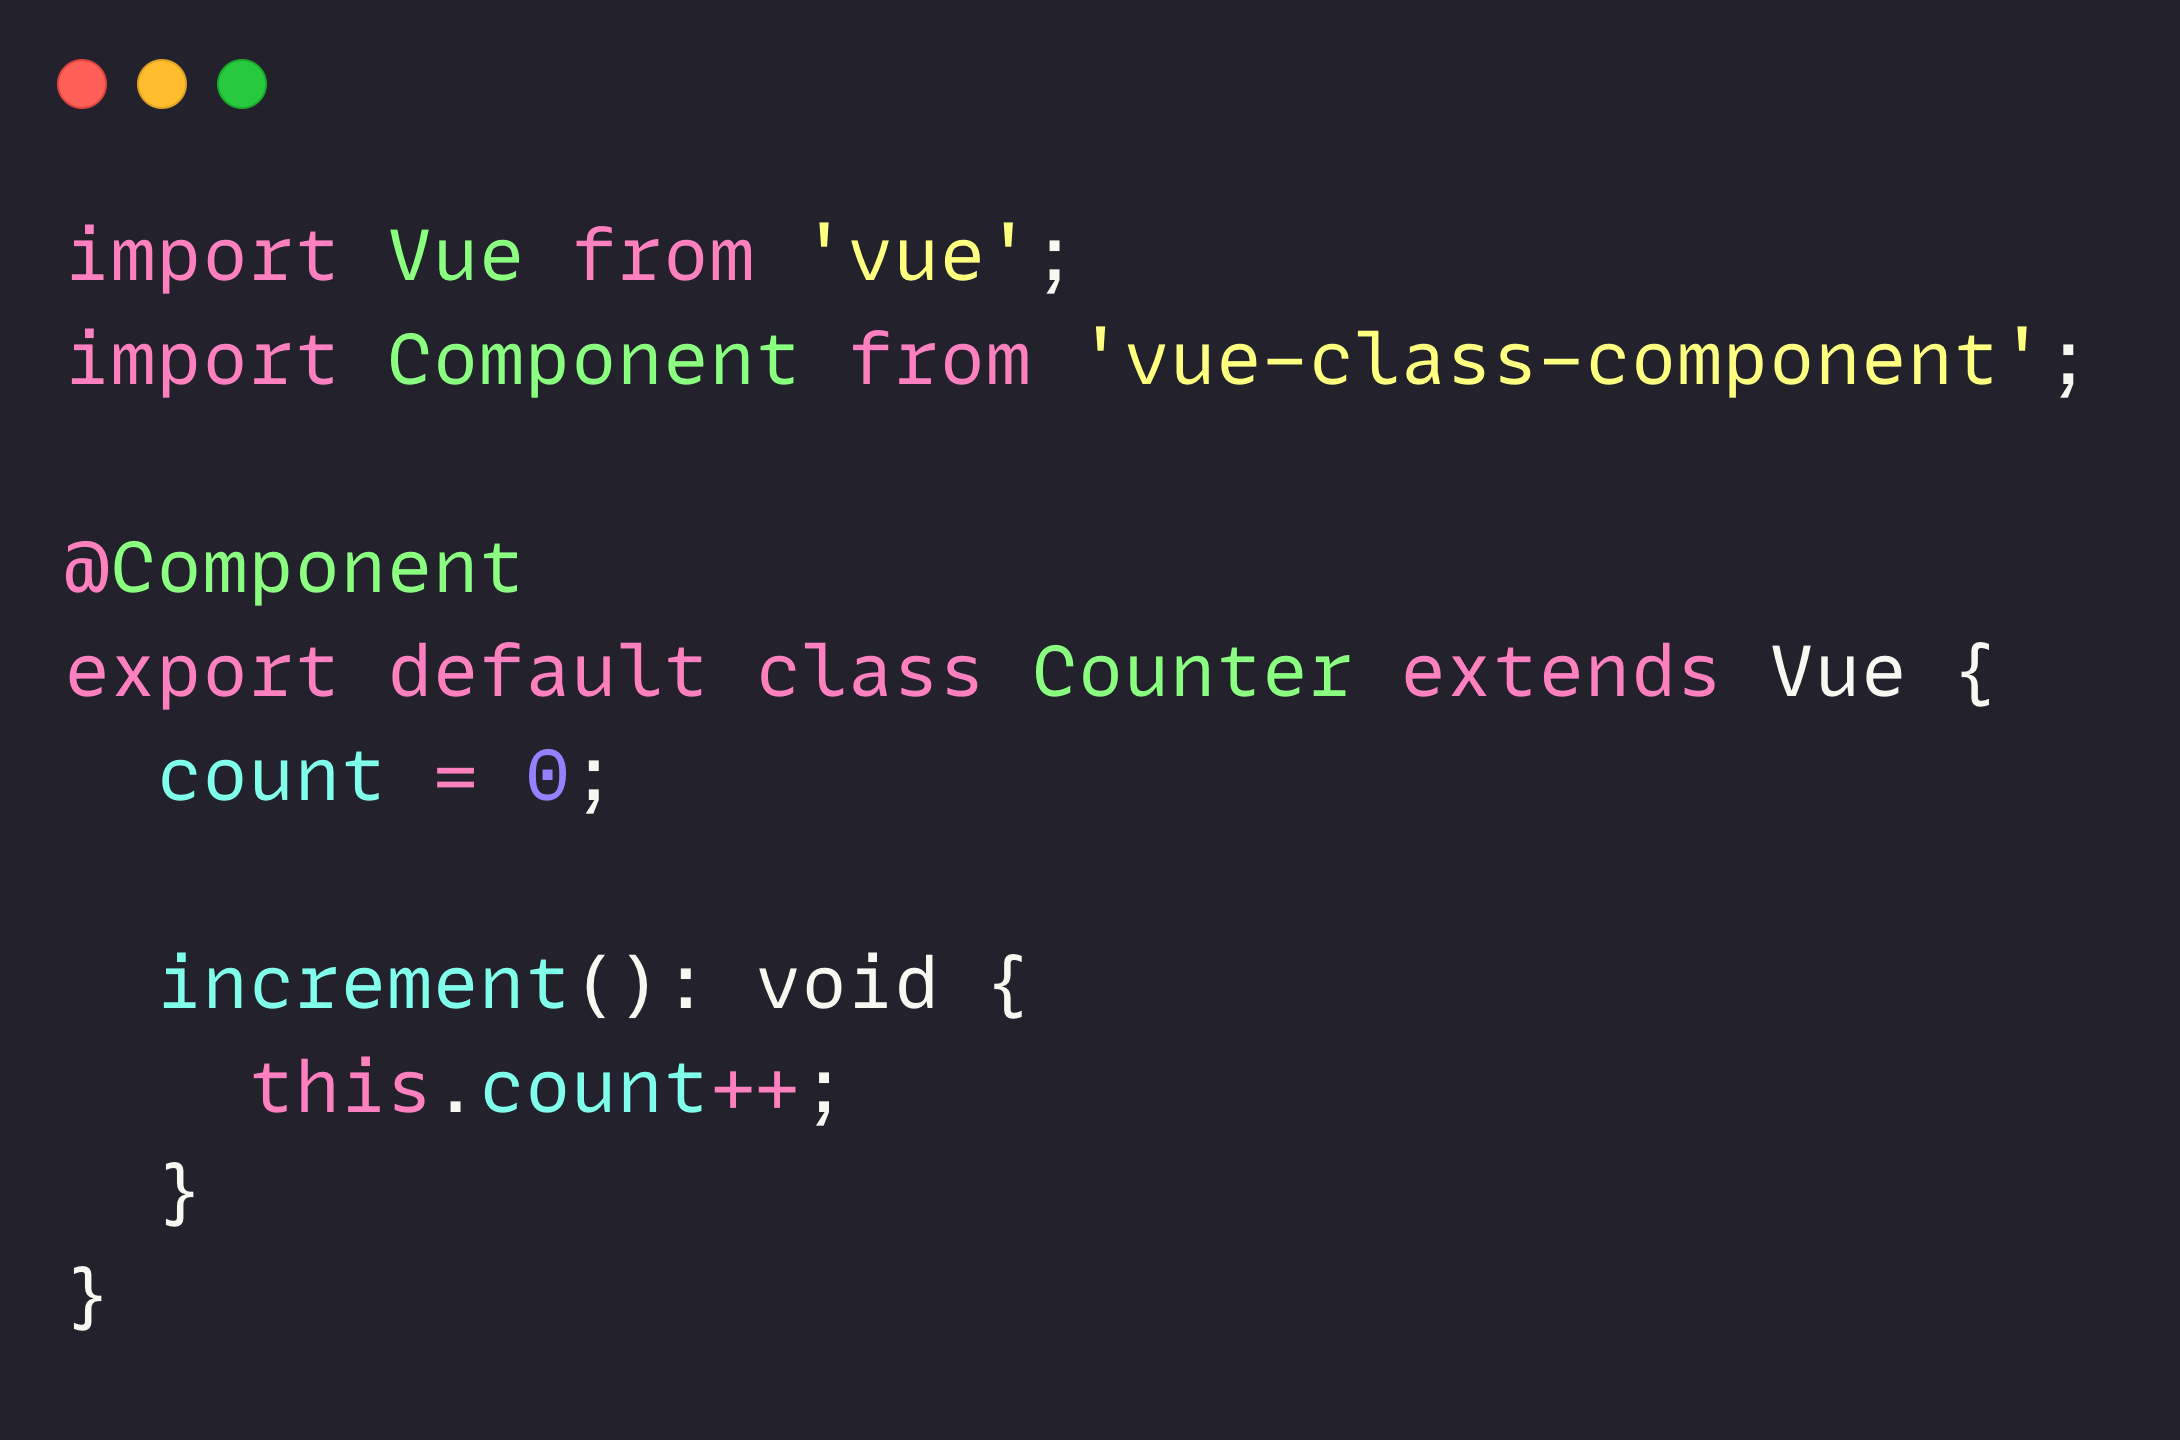 import Vue from 'vue';
import Component from 'vue-class-component';

@Component
export default class Counter extends Vue {
  count = 0;

  increment(): void {
    this.count++;
  }
}